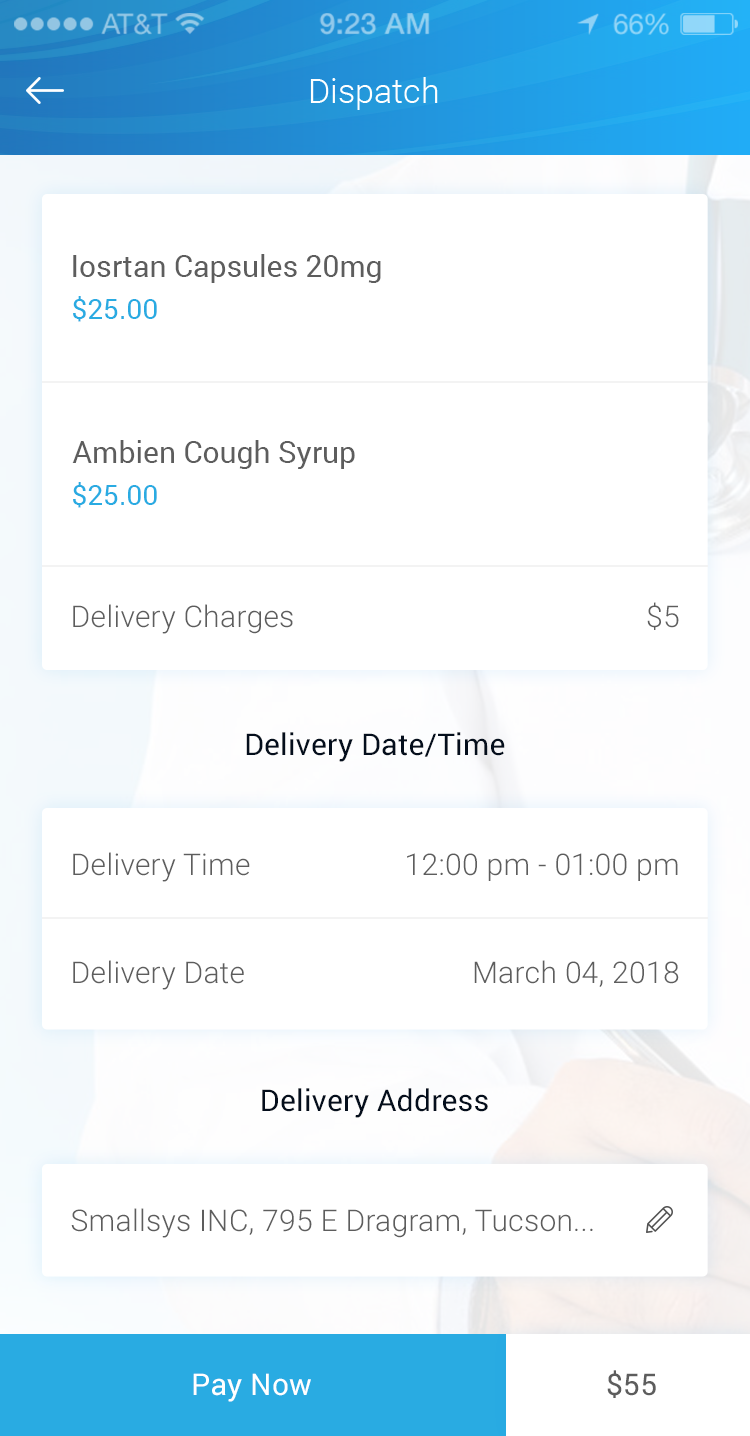 AT&T 9:23 AM 66%
Dispatch
Iosrtan Capsules 20mg
$25.00
Ambien Cough Syrup
$25.00
Delivery Charges $5
Delivery Date/Time
Delivery Time 12:00 pm - 01:00 pm
Delivery Date March 04, 2018
Delivery Address
Smallsys INC, 795 E Dragram, Tucson...
Pay Now $55